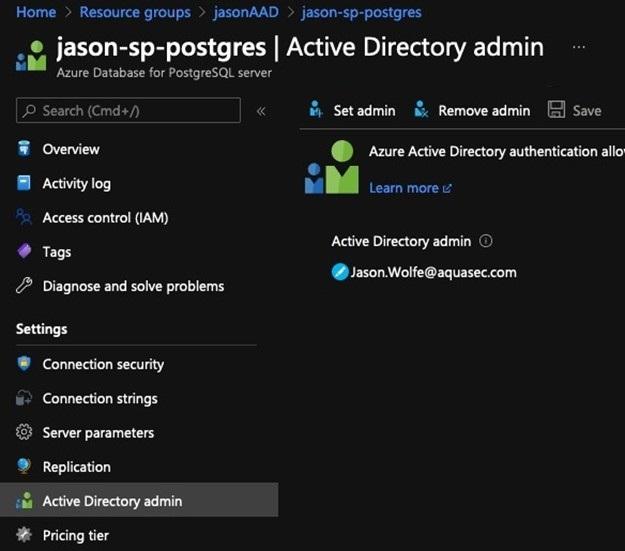 Home > Resource groups > jasonAAD > jason-sp-postgres
jason-sp-postgres | Active Directory admin ...
Azure Database for PostgreSQL server
Search (Cmd+/) «
Overview
Activity log
Access control (IAM)
Tags
Diagnose and solve problems
Settings
Connection security
Connection strings
Server parameters
Replication
Active Directory admin
Pricing tier
Set admin Remove admin Save
Azure Active Directory authentication allo
Learn more
Active Directory admin
Jason.Wolfe@aquasec.com